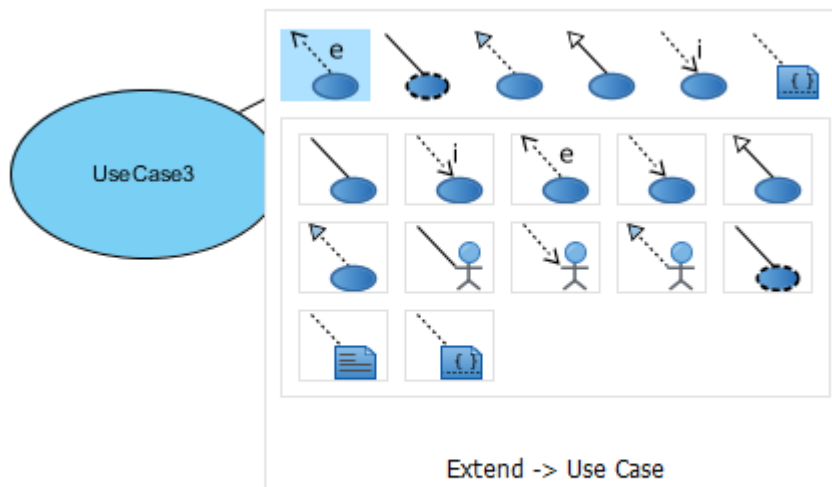 e
i
{ }
UseCase3
i
e
{ }
Extend -> Use Case